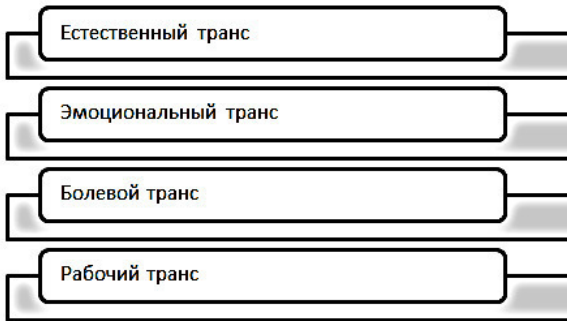 Естественный транс
Эмоциональный транс
Болевой транс
Рабочий транс